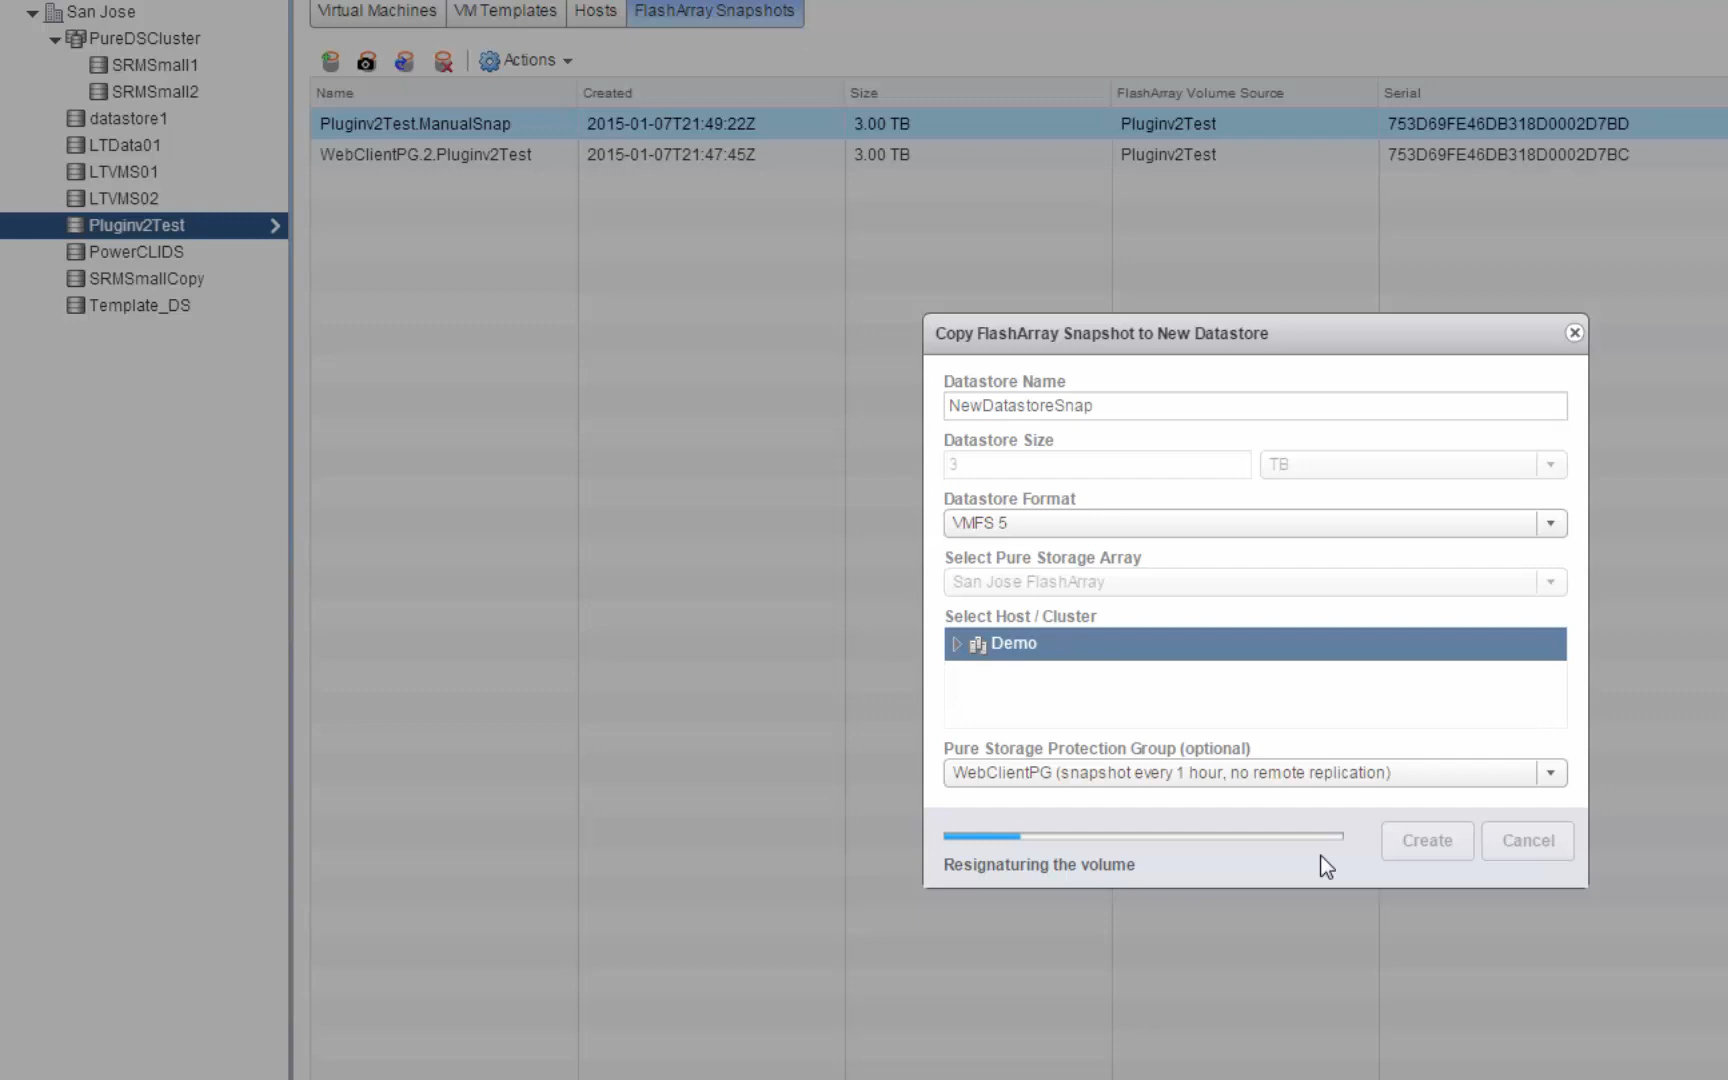 San Jose
PureDSCluster
SRMSmall1
SRMSmall2
datastore1
LTData01
LTVMS01
LTVMS02
Pluginv2Test
PowerCLIDS
SRMSmallCopy
Template_DS
Virtual Machines VM Templates Hosts FlashArray Snapshots
Actions
Name Created Size FlashArray Volume Source Serial
Pluginv2Test.ManualSnap 2015-01-07T21:49:22Z 3.00 TB Pluginv2Test 753D69FE46DB318D0002D7BD
WebClientPG.2.Pluginv2Test 2015-01-07T21:47:45Z 3.00 TB Pluginv2Test 753D69FE46DB318D0002D7BC
Copy FlashArray Snapshot to New Datastore
Datastore Name
NewDatastoreSnap
Datastore Size
3 TB
Datastore Format
VMFS 5
Select Pure Storage Array
San Jose FlashArray
Select Host / Cluster
Demo
Pure Storage Protection Group (optional)
WebClientPG (snapshot every 1 hour, no remote replication)
Create Cancel
Resignaturing the volume